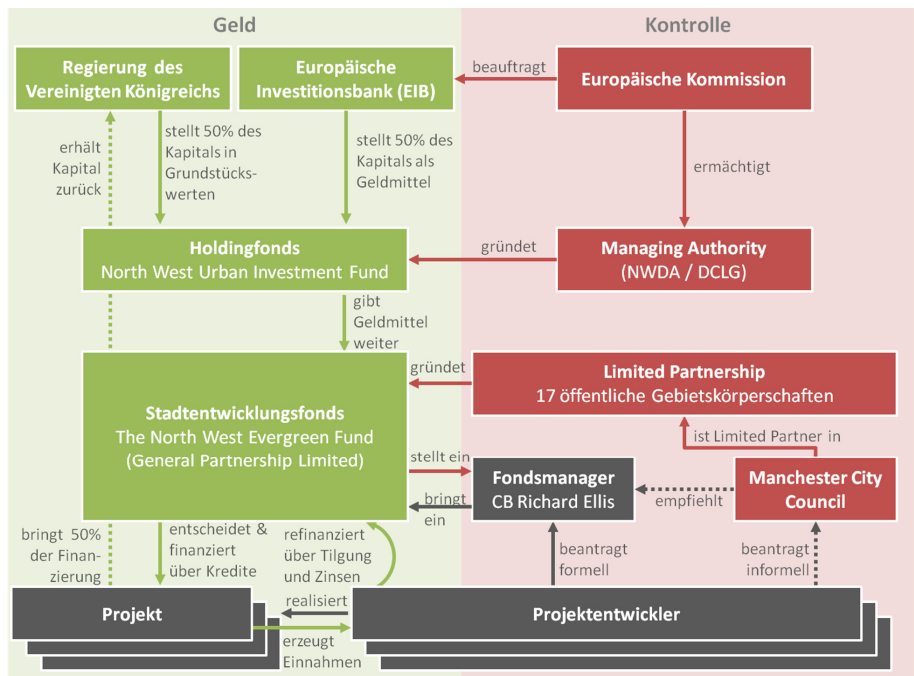 Geld
Kontrolle
Regierung des
Vereinigten Königreichs
Europäische
Investitionsbank (EIB)
beauftragt
Europäische Kommission
erhält
Kapital
zurück
stellt 50% des
Kapitals in
Grundstücks-
werten
stellt 50% des
Kapitals als
Geldmittel
ermächtigt
Holdingfonds
North West Urban Investment Fund
gründet
Managing Authority
(NWDA / DCLG)
gibt
Geldmittel
weiter
Stadtentwicklungsfonds
The North West Evergreen Fund
(General Partnership Limited)
gründet
Limited Partnership
17 öffentliche Gebietskörperschaften
ist Limited Partner in
stellt ein
bringt
ein
Fondsmanager
CB Richard Ellis
empfiehlt
Manchester City
Council
bringt 50%
der Finan-
zierung
entscheidet &
finanziert
über Kredite
refinanziert
über Tilgung
und Zinsen
beantragt
formell
beantragt
informell
Projekt
realisiert
Projektentwickler
erzeugt
Einnahmen